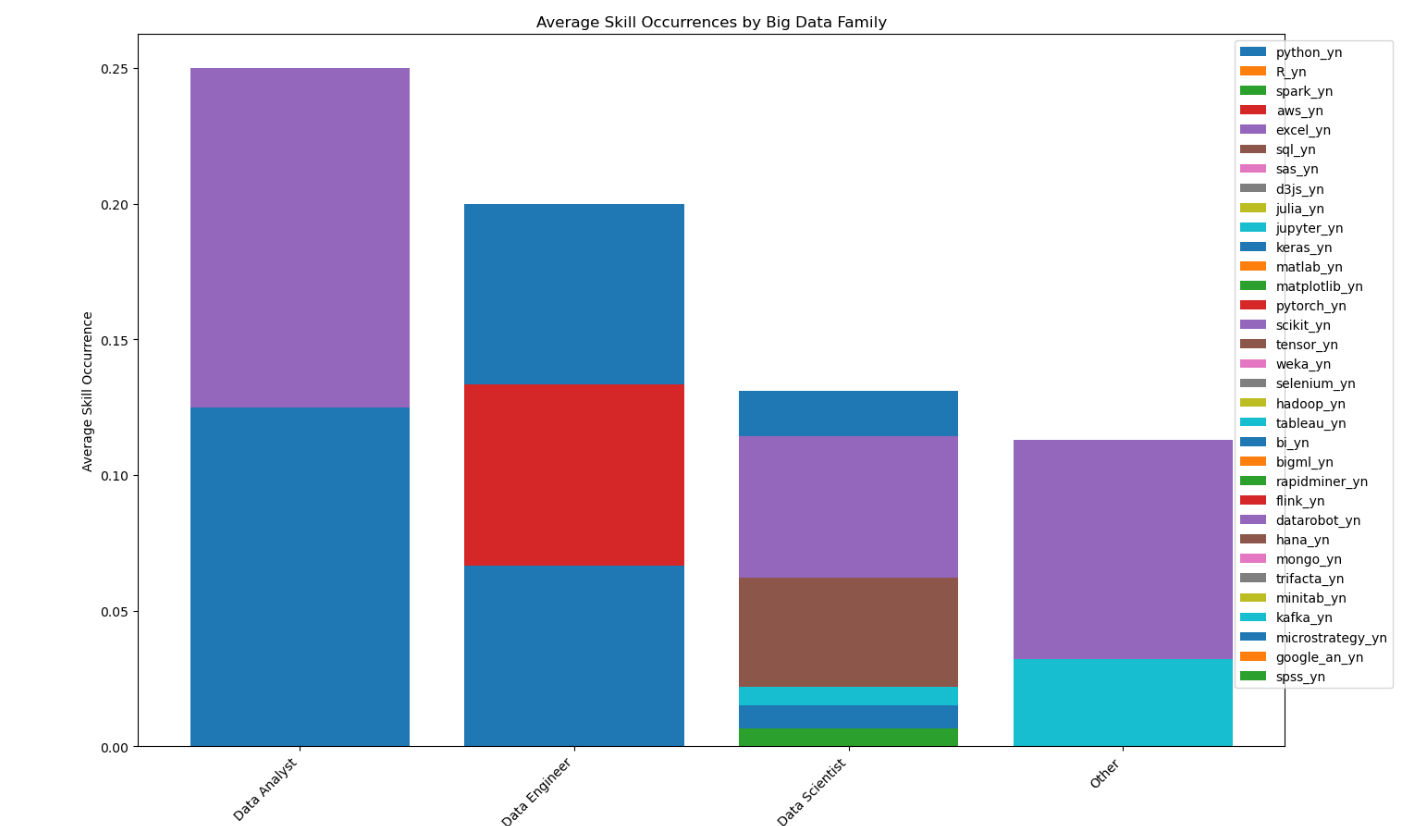 Average Skill Occurrences by Big Data Family
Average Skill Occurrence
0.25
0.20
0.15
0.10
0.05
0.00
Data Analyst
Data Engineer
Data Scientist
Other
python_yn
R_yn
spark_yn
aws_yn
excel_yn
sql_yn
sas_yn
d3js_yn
julia_yn
jupyter_yn
keras_yn
matlab_yn
matplotlib_yn
pytorch_yn
scikit_yn
tensor_yn
weka_yn
selenium_yn
hadoop_yn
tableau_yn
bi_yn
bigml_yn
rapidminer_yn
flink_yn
datarobot_yn
hana_yn
mongo_yn
trifacta_yn
minitab_yn
kafka_yn
microstrategy_yn
google_an_yn
spss_yn